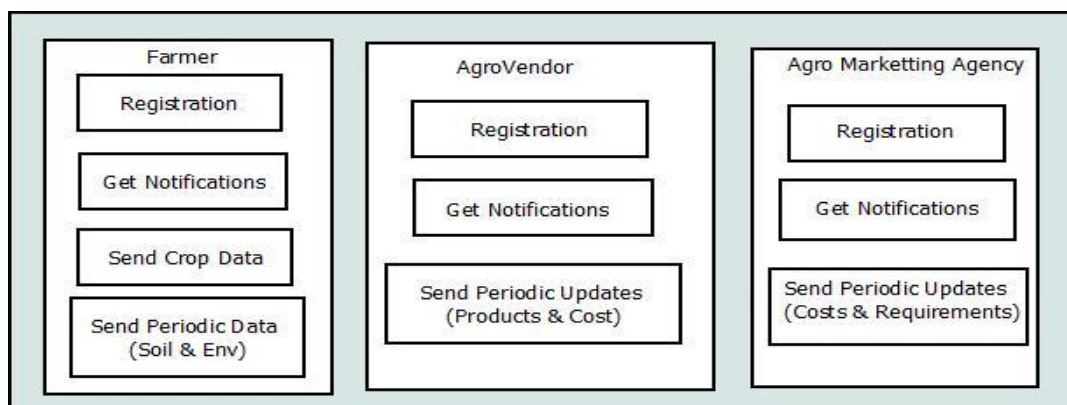 Farmer
Registration
Get Notifications
Send Crop Data
Send Periodic Data
(Soil & Env)
AgroVendor
Registration
Get Notifications
Send Periodic Updates
(Products & Cost)
Agro Marketting Agency
Registration
Get Notifications
Send Periodic Updates
(Costs & Requirements)